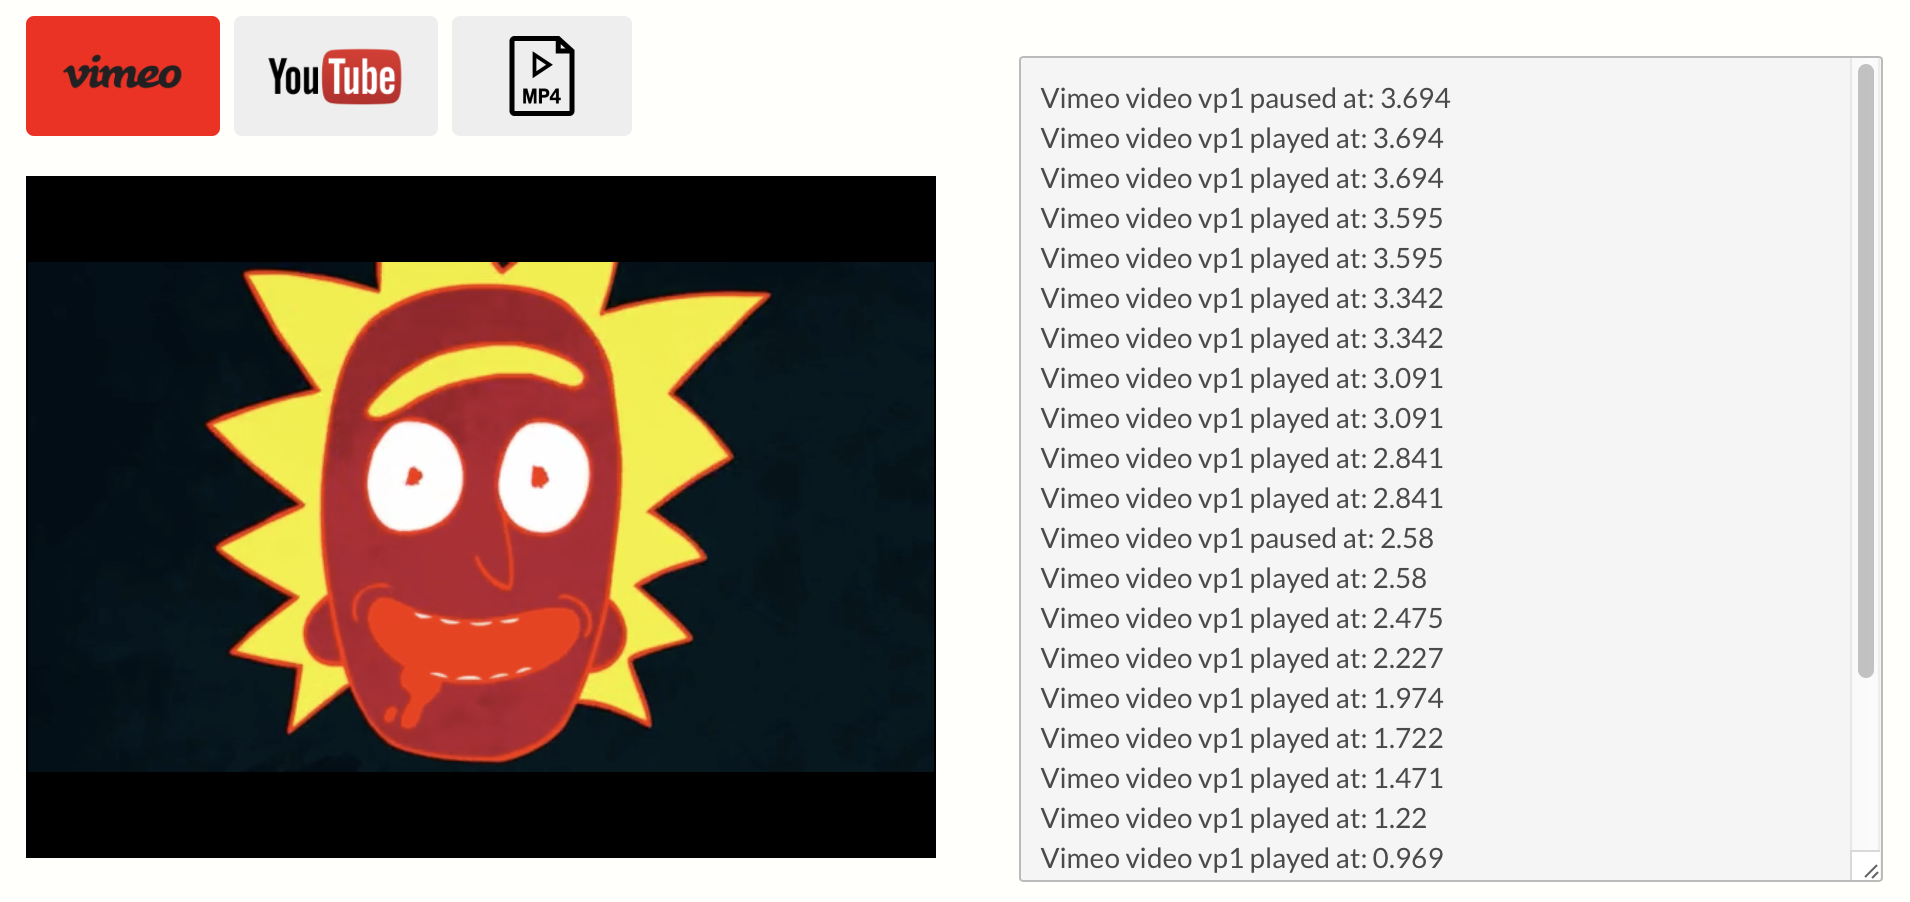 vimeo
YouTube
MP4
Vimeo video vp1 paused at: 3.694
Vimeo video vp1 played at: 3.694
Vimeo video vp1 played at: 3.694
Vimeo video vp1 played at: 3.595
Vimeo video vp1 played at: 3.595
Vimeo video vp1 played at: 3.342
Vimeo video vp1 played at: 3.342
Vimeo video vp1 played at: 3.091
Vimeo video vp1 played at: 3.091
Vimeo video vp1 played at: 2.841
Vimeo video vp1 played at: 2.841
Vimeo video vp1 paused at: 2.58
Vimeo video vp1 played at: 2.58
Vimeo video vp1 played at: 2.475
Vimeo video vp1 played at: 2.227
Vimeo video vp1 played at: 1.974
Vimeo video vp1 played at: 1.722
Vimeo video vp1 played at: 1.471
Vimeo video vp1 played at: 1.22
Vimeo video vp1 played at: 0.969